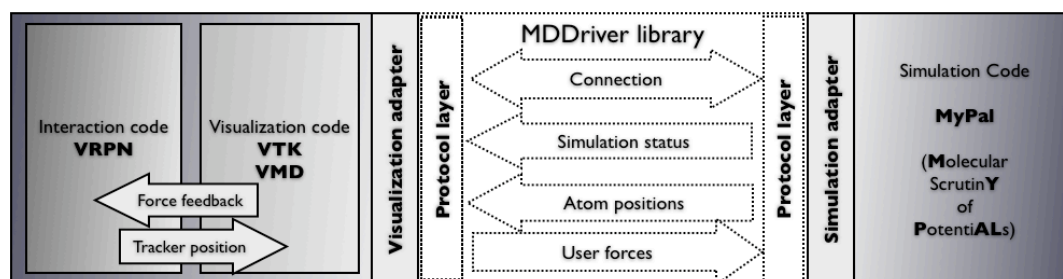 Interaction code
VRPN
Visualization code
VTK
VMD
Force feedback
Tracker position
Visualization adapter
Protocol layer
MDDriver library
Connection
Simulation status
Atom positions
User forces
Protocol layer
Simulation adapter
Simulation Code
MyPal
(Molecular
ScrutinY
of
PotentiALs)